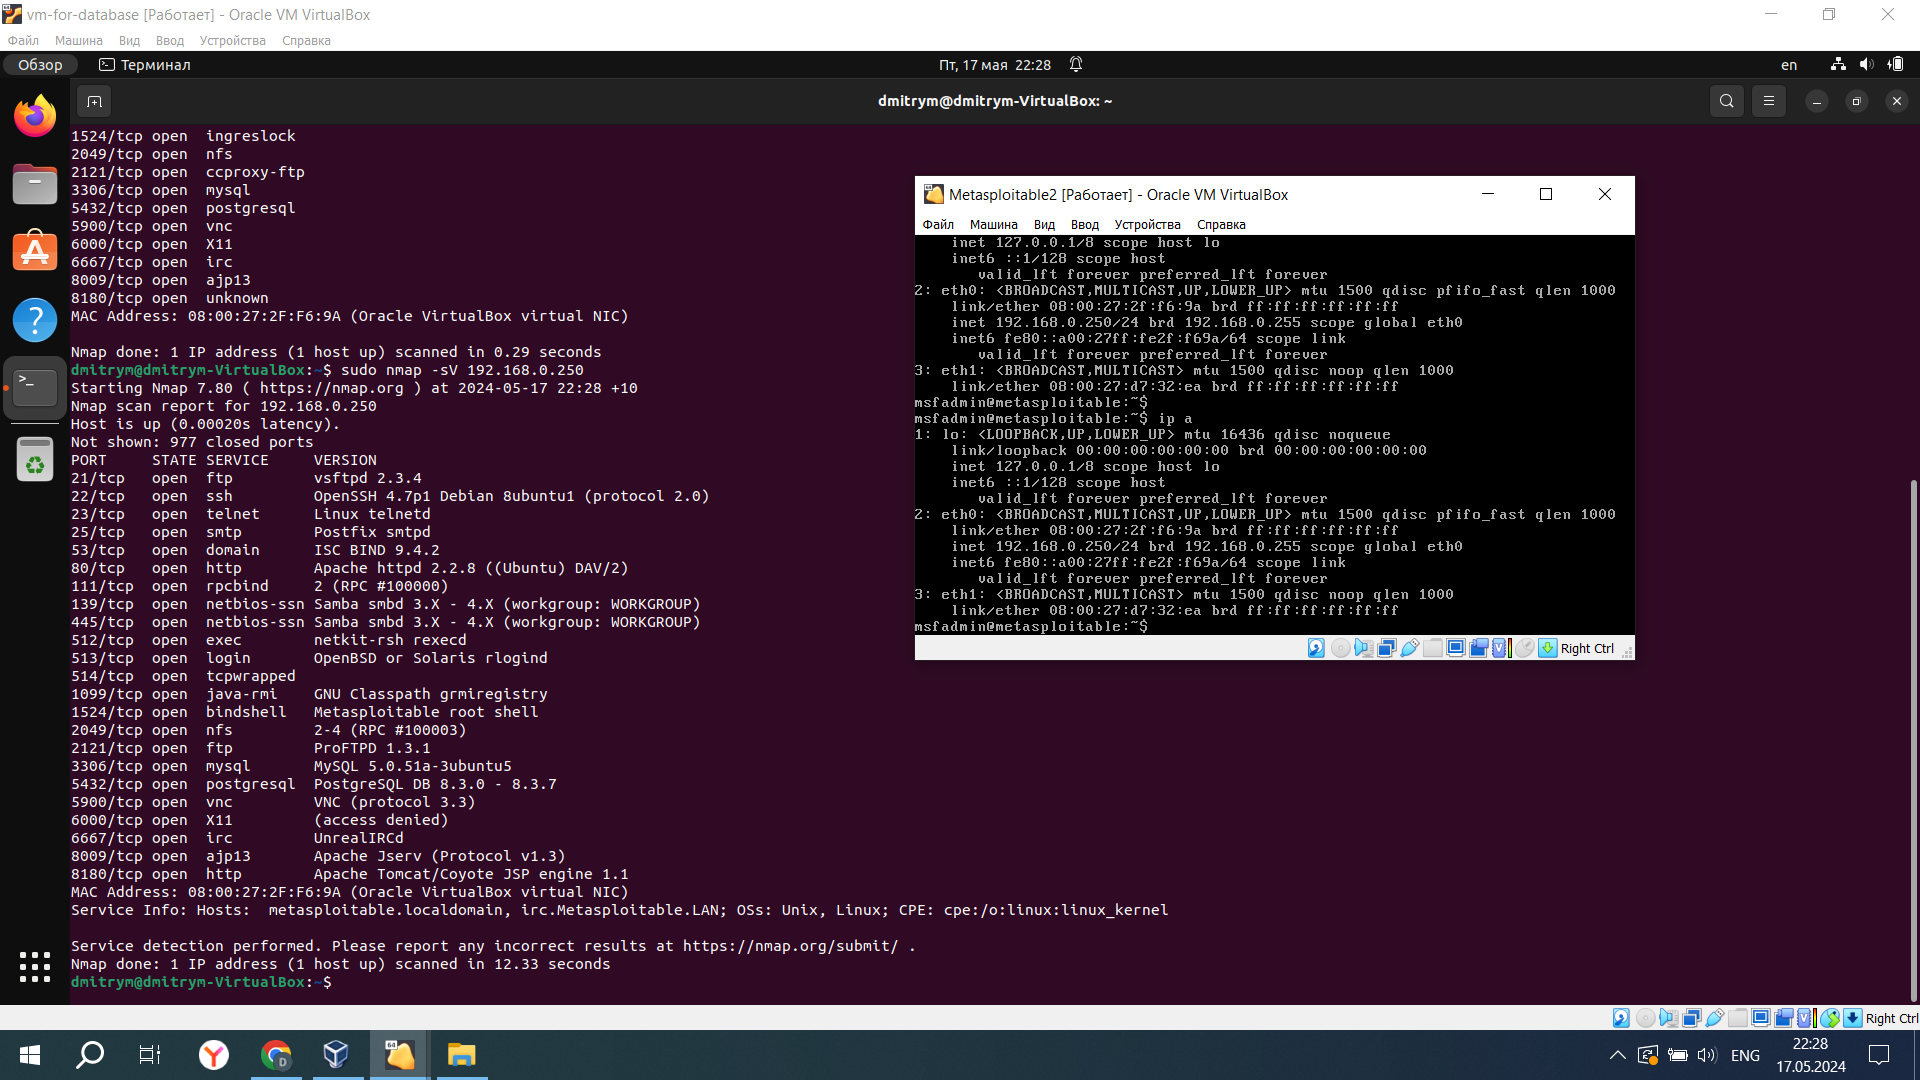 vm-for-database [Работает] - Oracle VM VirtualBox
Файл Машина Вид Ввод Устройства Справка
Обзор Терминал Пт, 17 мая 22:28 en
dmitrym@dmitrym-VirtualBox: ~
1524/tcp open  ingreslock
2049/tcp open  nfs
2121/tcp open  ccproxy-ftp
3306/tcp open  mysql
5432/tcp open  postgresql
5900/tcp open  vnc
6000/tcp open  X11
6667/tcp open  irc
8009/tcp open  ajp13
8180/tcp open  unknown
MAC Address: 08:00:27:2F:F6:9A (Oracle VirtualBox virtual NIC)
Nmap done: 1 IP address (1 host up) scanned in 0.29 seconds
dmitrym@dmitrym-VirtualBox:~$ sudo nmap -sV 192.168.0.250
Starting Nmap 7.80 ( https://nmap.org ) at 2024-05-17 22:28 +10
Nmap scan report for 192.168.0.250
Host is up (0.00020s latency).
Not shown: 977 closed ports
PORT     STATE SERVICE     VERSION
21/tcp   open  ftp         vsftpd 2.3.4
22/tcp   open  ssh         OpenSSH 4.7p1 Debian 8ubuntu1 (protocol 2.0)
23/tcp   open  telnet      Linux telnetd
25/tcp   open  smtp        Postfix smtpd
53/tcp   open  domain      ISC BIND 9.4.2
80/tcp   open  http        Apache httpd 2.2.8 ((Ubuntu) DAV/2)
111/tcp  open  rpcbind     2 (RPC #100000)
139/tcp  open  netbios-ssn Samba smbd 3.X - 4.X (workgroup: WORKGROUP)
445/tcp  open  netbios-ssn Samba smbd 3.X - 4.X (workgroup: WORKGROUP)
512/tcp  open  exec        netkit-rsh rexecd
513/tcp  open  login       OpenBSD or Solaris rlogind
514/tcp  open  tcpwrapped
1099/tcp open  java-rmi    GNU Classpath grmiregistry
1524/tcp open  bindshell   Metasploitable root shell
2049/tcp open  nfs         2-4 (RPC #100003)
2121/tcp open  ftp         ProFTPD 1.3.1
3306/tcp open  mysql       MySQL 5.0.51a-3ubuntu5
5432/tcp open  postgresql  PostgreSQL DB 8.3.0 - 8.3.7
5900/tcp open  vnc         VNC (protocol 3.3)
6000/tcp open  X11         (access denied)
6667/tcp open  irc         UnrealIRCd
8009/tcp open  ajp13       Apache Jserv (Protocol v1.3)
8180/tcp open  http        Apache Tomcat/Coyote JSP engine 1.1
MAC Address: 08:00:27:2F:F6:9A (Oracle VirtualBox virtual NIC)
Service Info: Hosts:  metasploitable.localdomain, irc.Metasploitable.LAN; OSs: Unix, Linux; CPE: cpe:/o:linux:linux_kernel
Service detection performed. Please report any incorrect results at https://nmap.org/submit/ .
Nmap done: 1 IP address (1 host up) scanned in 12.33 seconds
dmitrym@dmitrym-VirtualBox:~$
Metasploitable2 [Работает] - Oracle VM VirtualBox
Файл Машина Вид Ввод Устройства Справка
inet 127.0.0.1/8 scope host lo
inet6 ::1/128 scope host
valid_lft forever preferred_lft forever
2: eth0: <BROADCAST,MULTICAST,UP,LOWER_UP> mtu 1500 qdisc pfifo_fast qlen 1000
link/ether 08:00:27:2f:f6:9a brd ff:ff:ff:ff:ff:ff
inet 192.168.0.250/24 brd 192.168.0.255 scope global eth0
inet6 fe80::a00:27ff:fe2f:f69a/64 scope link
valid_lft forever preferred_lft forever
3: eth1: <BROADCAST,MULTICAST> mtu 1500 qdisc noop qlen 1000
link/ether 08:00:27:d7:32:ea brd ff:ff:ff:ff:ff:ff
msfadmin@metasploitable:~$
msfadmin@metasploitable:~$ ip a
1: lo: <LOOPBACK,UP,LOWER_UP> mtu 16436 qdisc noqueue
link/loopback 00:00:00:00:00:00 brd 00:00:00:00:00:00
inet 127.0.0.1/8 scope host lo
inet6 ::1/128 scope host
valid_lft forever preferred_lft forever
2: eth0: <BROADCAST,MULTICAST,UP,LOWER_UP> mtu 1500 qdisc pfifo_fast qlen 1000
link/ether 08:00:27:2f:f6:9a brd ff:ff:ff:ff:ff:ff
inet 192.168.0.250/24 brd 192.168.0.255 scope global eth0
inet6 fe80::a00:27ff:fe2f:f69a/64 scope link
valid_lft forever preferred_lft forever
3: eth1: <BROADCAST,MULTICAST> mtu 1500 qdisc noop qlen 1000
link/ether 08:00:27:d7:32:ea brd ff:ff:ff:ff:ff:ff
msfadmin@metasploitable:~$
Right Ctrl
Right Ctrl
ENG
22:28
17.05.2024